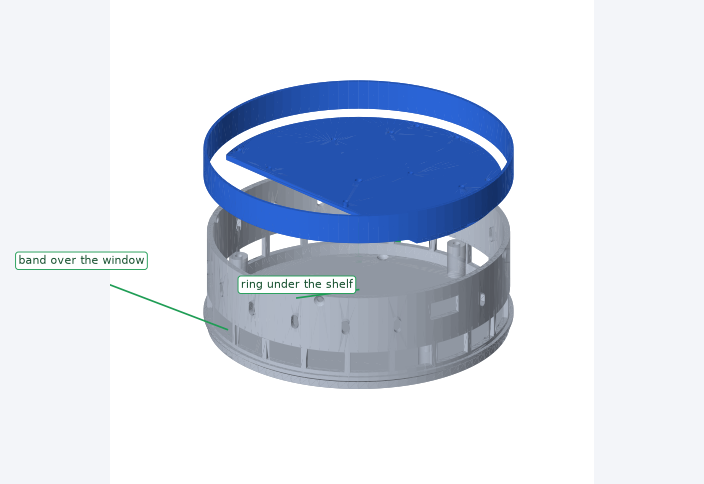 band over the window
ring under the shelf